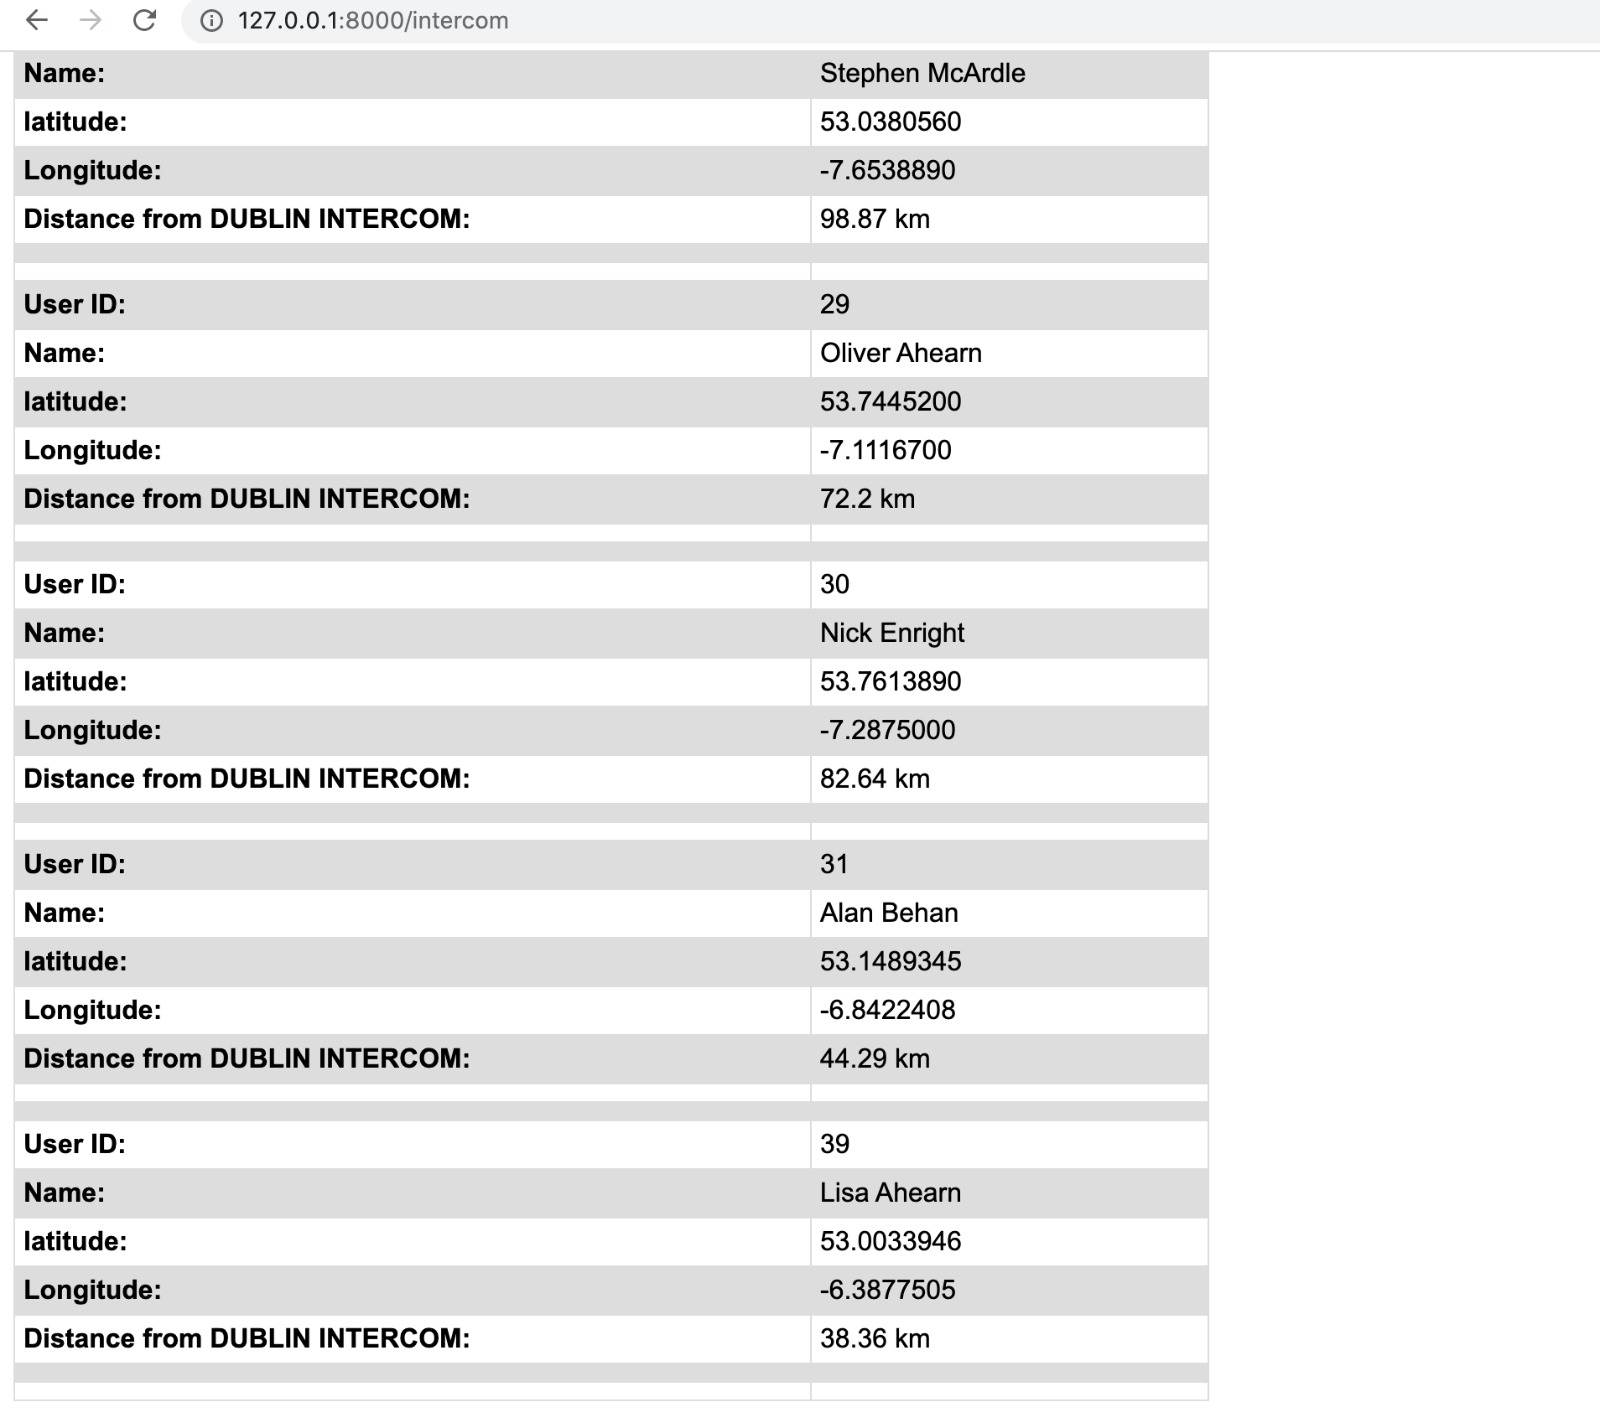 127.0.0.1:8000/intercom
Name: Stephen McArdle
latitude: 53.0380560
Longitude: -7.6538890
Distance from DUBLIN INTERCOM: 98.87 km
User ID: 29
Name: Oliver Ahearn
latitude: 53.7445200
Longitude: -7.1116700
Distance from DUBLIN INTERCOM: 72.2 km
User ID: 30
Name: Nick Enright
latitude: 53.7613890
Longitude: -7.2875000
Distance from DUBLIN INTERCOM: 82.64 km
User ID: 31
Name: Alan Behan
latitude: 53.1489345
Longitude: -6.8422408
Distance from DUBLIN INTERCOM: 44.29 km
User ID: 39
Name: Lisa Ahearn
latitude: 53.0033946
Longitude: -6.3877505
Distance from DUBLIN INTERCOM: 38.36 km